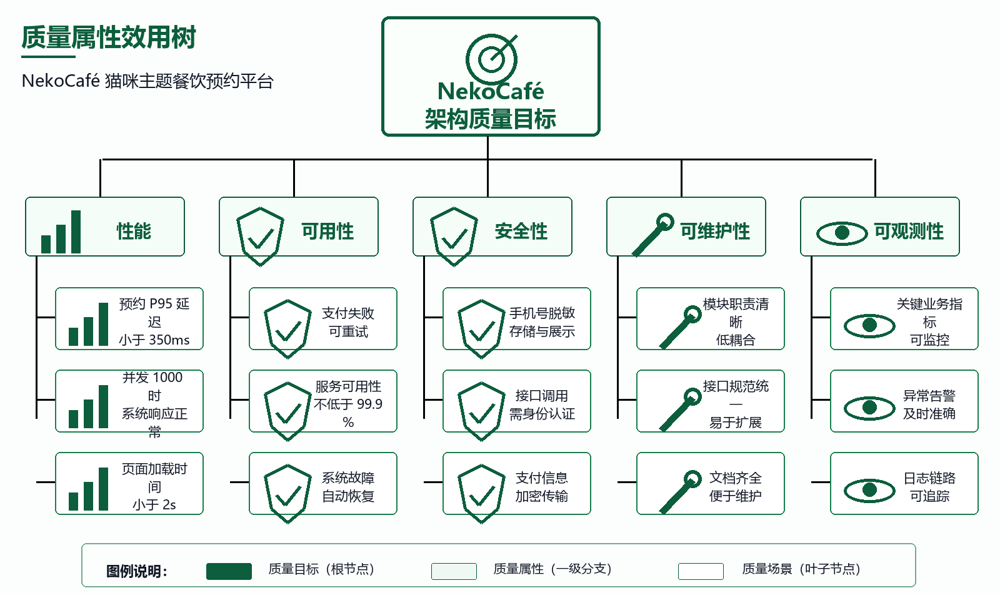 质量属性效用树
NekoCafé 猫咪主题餐饮预约平台
NekoCafé
架构质量目标
性能
可用性
安全性
可维护性
可观测性
预约 P95 延
迟
小于 350ms
支付失败
可重试
手机号脱敏
存储与展示
模块职责清
晰
低耦合
关键业务指
标
可监控
并发 1000
时
系统响应正
常
服务可用性
不低于 99.9
%
接口调用
需身份认证
接口规范统
一
易于扩展
异常告警
及时准确
页面加载时
间
小于 2s
系统故障
自动恢复
支付信息
加密传输
文档齐全
便于维护
日志链路
可追踪
图例说明：
质量目标（根节点）
质量属性（一级分支）
质量场景（叶子节点）